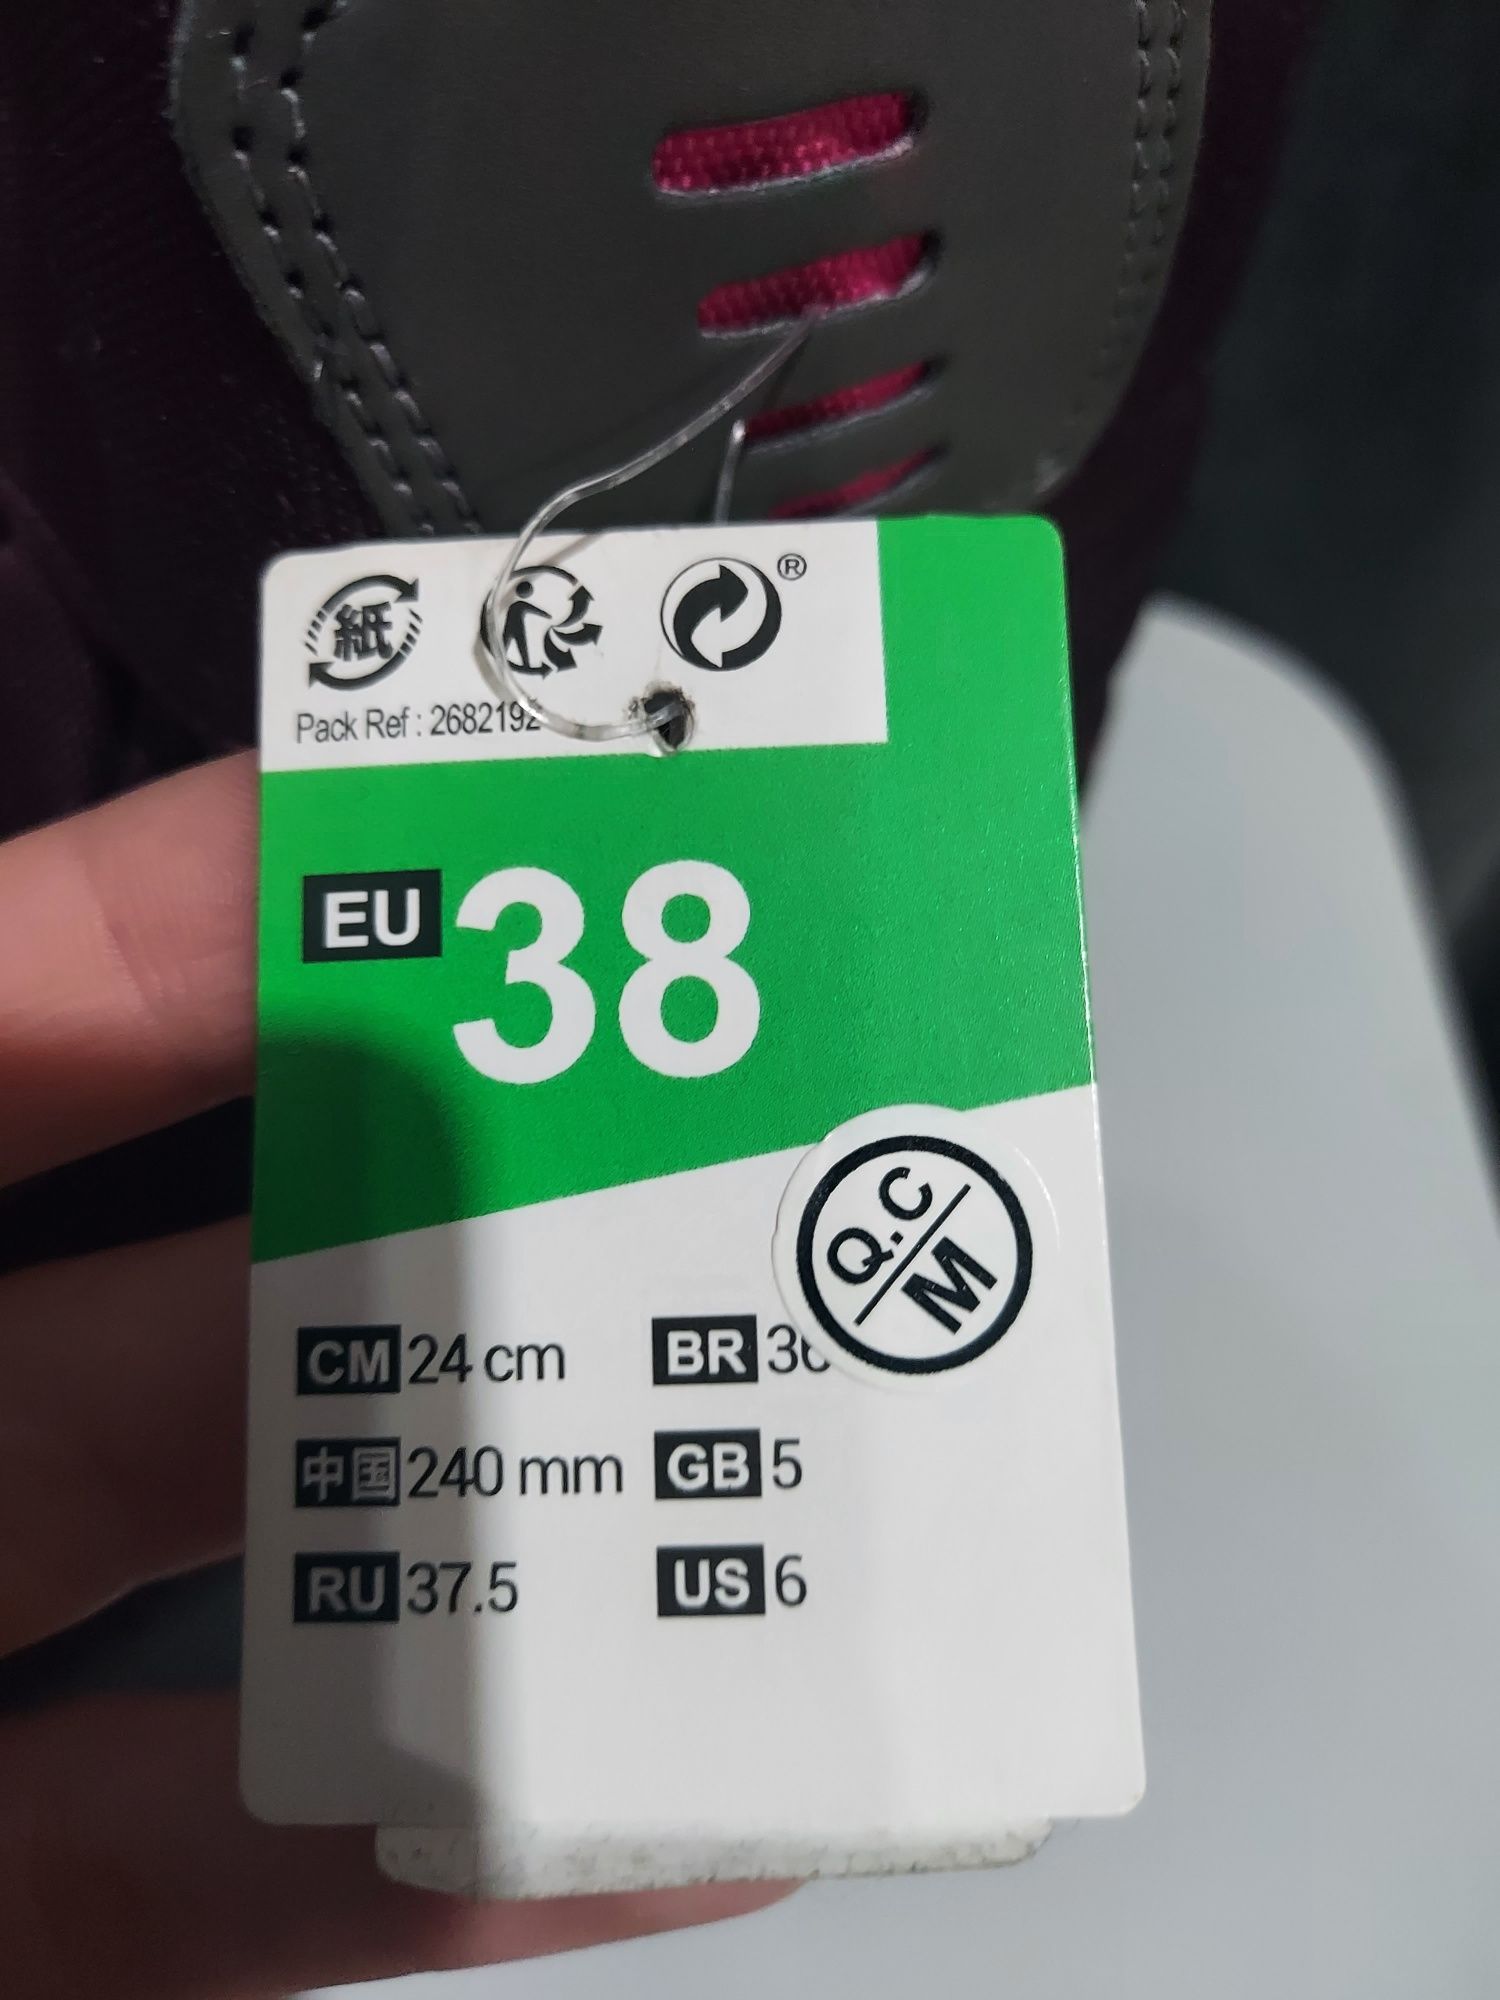 紙
®
Pack Ref : 2682192
EU 38
Q.C
M
CM 24 cm BR 36
中国 240 mm GB 5
RU 37.5 US 6